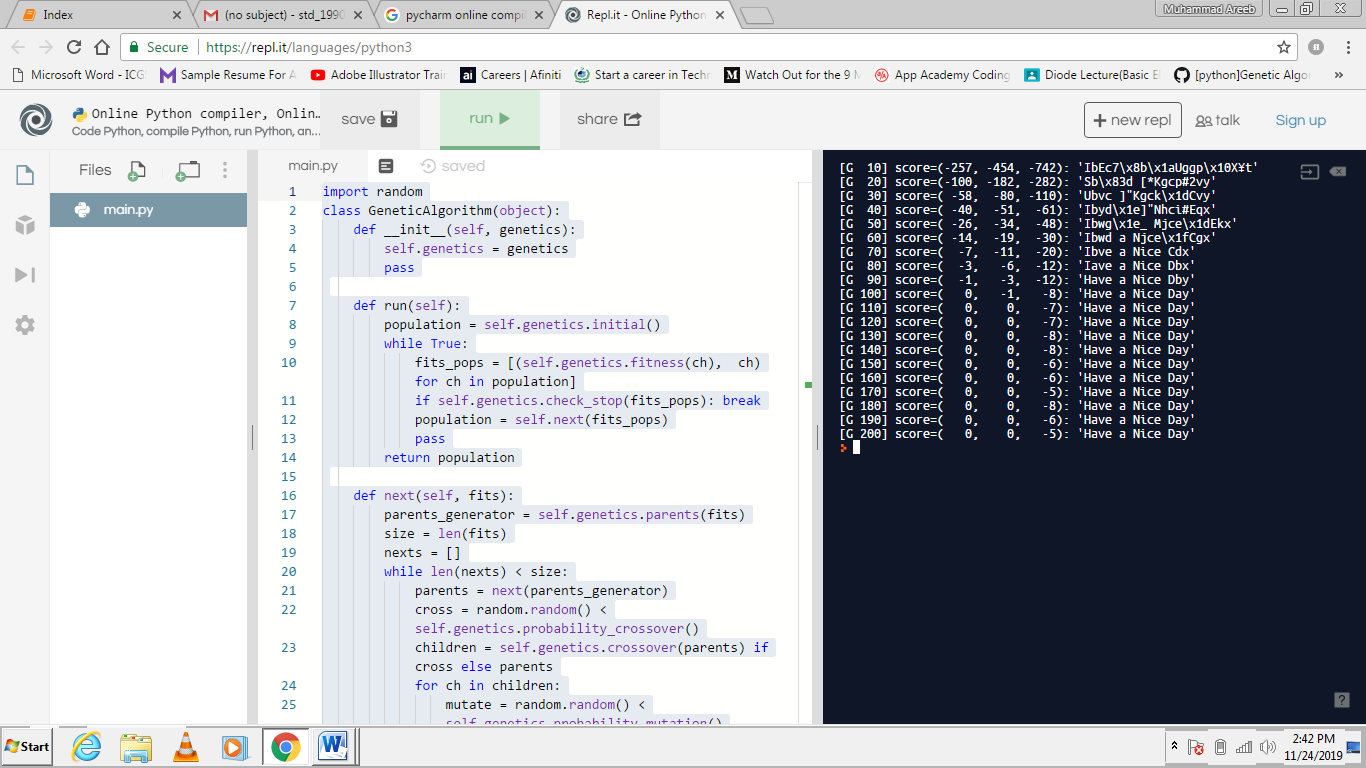 Index
(no subject) - std_1990
pycharm online compil
Repl.it - Online Python
Muhammad Areeb
Secure
https://repl.it/languages/python3
Microsoft Word - ICG
Sample Resume For A
Adobe Illustrator Trai
ai Careers | Afiniti
Start a career in Tech
Watch Out for the 9 M
App Academy Coding
Diode Lecture(Basic E
[python]Genetic Algo
»
Online Python compiler, Onlin…
Code Python, compile Python, run Python, an…
save
run
share
+ new repl
talk
Sign up
Files
main.py
main.py
saved
1 import random
2 class GeneticAlgorithm(object):
3 def __init__(self, genetics):
4 self.genetics = genetics
5 pass
6
7 def run(self):
8 population = self.genetics.initial()
9 while True:
10 fits_pops = [(self.genetics.fitness(ch),  ch)
for ch in population]
11 if self.genetics.check_stop(fits_pops): break
12 population = self.next(fits_pops)
13 pass
14 return population
15
16 def next(self, fits):
17 parents_generator = self.genetics.parents(fits)
18 size = len(fits)
19 nexts = []
20 while len(nexts) < size:
21 parents = next(parents_generator)
22 cross = random.random() <
self.genetics.probability_crossover()
23 children = self.genetics.crossover(parents) if
cross else parents
24 for ch in children:
25 mutate = random.random() <
self.genetics.probability_mutation()
[G  10] score=(-257, -454, -742): 'IbEc7\x8b\x1aUggp\x10X¥t'
[G  20] score=(-100, -182, -282): 'Sb\x83d [*Kgcp#2vy'
[G  30] score=( -58,  -80, -110): 'Ubvc ]"Kgck\x1dCvy'
[G  40] score=( -40,  -51,  -61): 'Ibyd\x1e]"Nhci#Eqx'
[G  50] score=( -26,  -34,  -48): 'Ibwg\x1e_ Mjce\x1dEkx'
[G  60] score=( -14,  -19,  -30): 'Ibwd a Njce\x1fCgx'
[G  70] score=(  -7,  -11,  -20): 'Ibve a Nice Cdx'
[G  80] score=(  -3,   -6,  -12): 'Iave a Nice Dbx'
[G  90] score=(  -1,   -3,  -12): 'Have a Nice Dby'
[G 100] score=(   0,   -1,   -8): 'Have a Nice Day'
[G 110] score=(   0,    0,   -7): 'Have a Nice Day'
[G 120] score=(   0,    0,   -7): 'Have a Nice Day'
[G 130] score=(   0,    0,   -8): 'Have a Nice Day'
[G 140] score=(   0,    0,   -8): 'Have a Nice Day'
[G 150] score=(   0,    0,   -6): 'Have a Nice Day'
[G 160] score=(   0,    0,   -6): 'Have a Nice Day'
[G 170] score=(   0,    0,   -5): 'Have a Nice Day'
[G 180] score=(   0,    0,   -8): 'Have a Nice Day'
[G 190] score=(   0,    0,   -6): 'Have a Nice Day'
[G 200] score=(   0,    0,   -5): 'Have a Nice Day'
>
?
Start
2:42 PM
11/24/2019